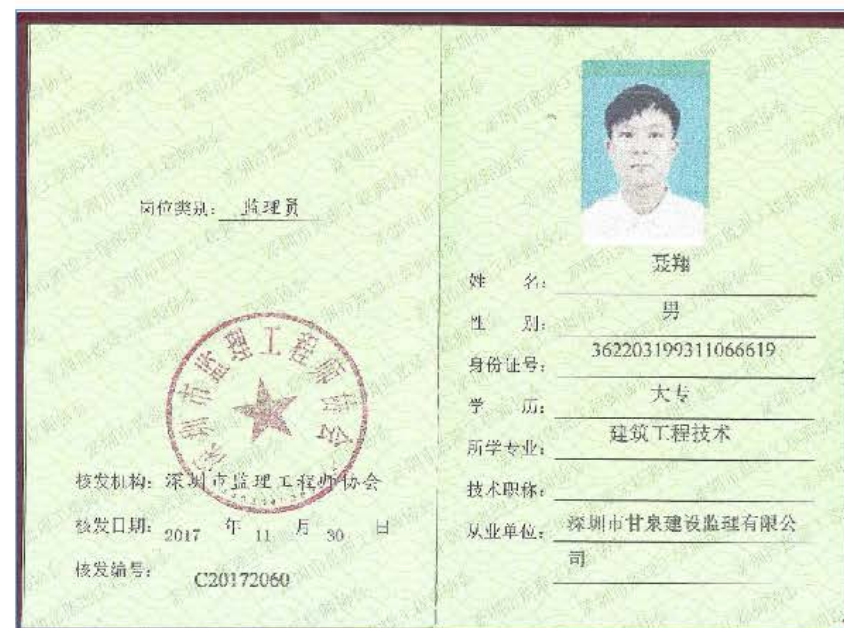 岗位类别：监理员
深圳市监理工程师协会
核发机构：深圳市监理工程师协会
核发日期：2017 年 11 月 30 日
核发编号：C20172060
姓 名：聂翔
性 别：男
身份证号：362203199311066619
学 历：大专
所学专业：建筑工程技术
技术职称：
从业单位：深圳市甘泉建设监理有限公
司